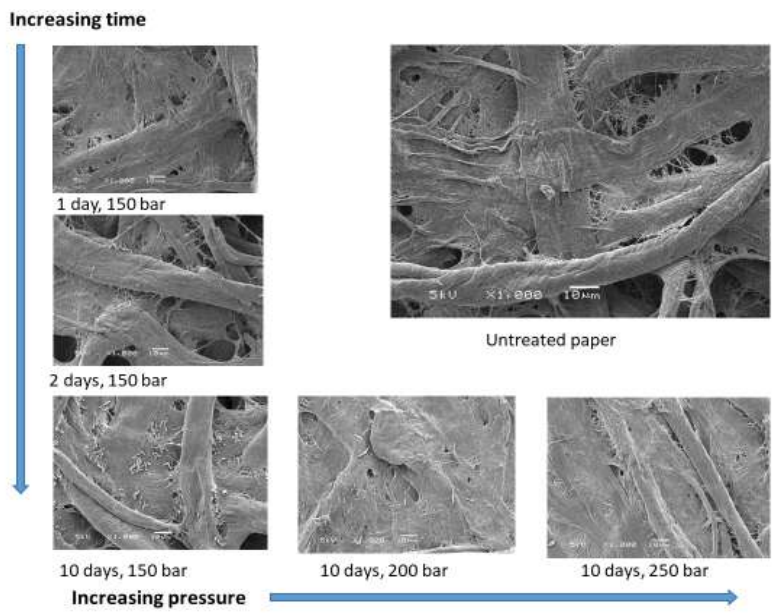 Increasing time
5kV X1,000 10μm
1 day, 150 bar
Untreated paper
2 days, 150 bar
10 days, 150 bar
10 days, 200 bar
10 days, 250 bar
Increasing pressure